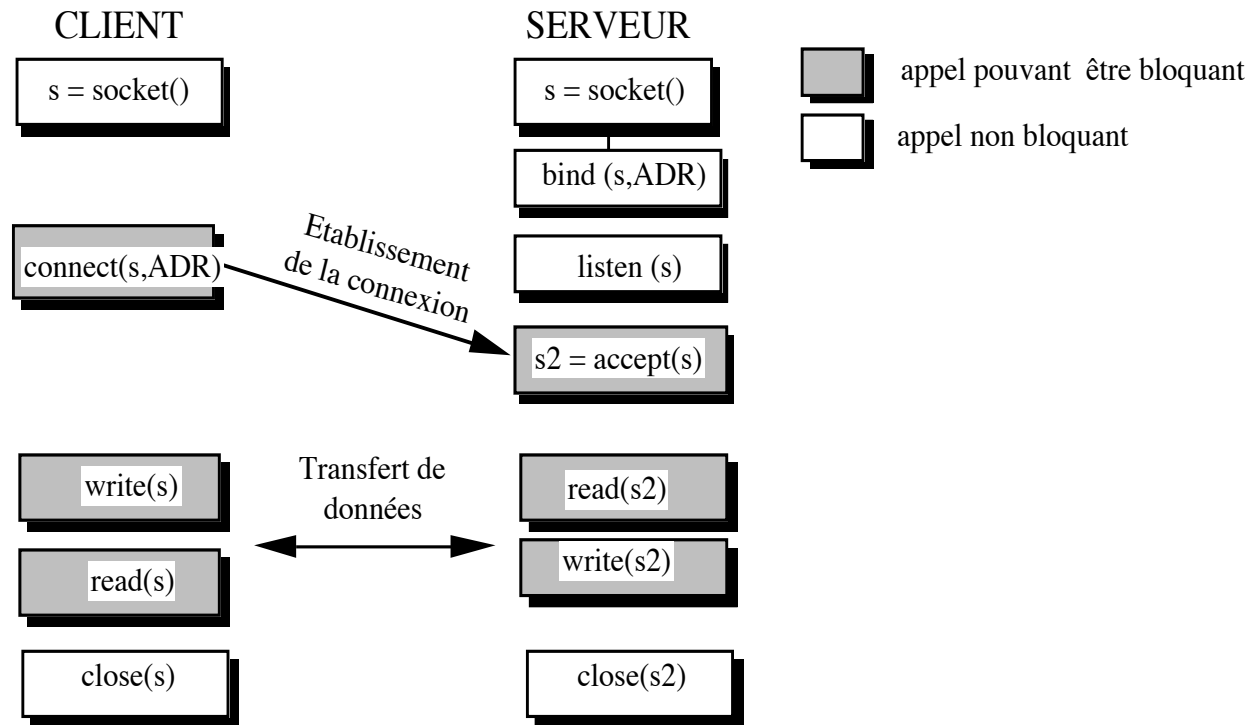 CLIENT
s = socket()
connect(s,ADR)
write(s)
read(s)
close(s)
Etablissement
de la connexion
Transfert de
données
SERVEUR
s = socket()
bind (s,ADR)
listen (s)
s2 = accept(s)
read(s2)
write(s2)
close(s2)
appel pouvant être bloquant
appel non bloquant